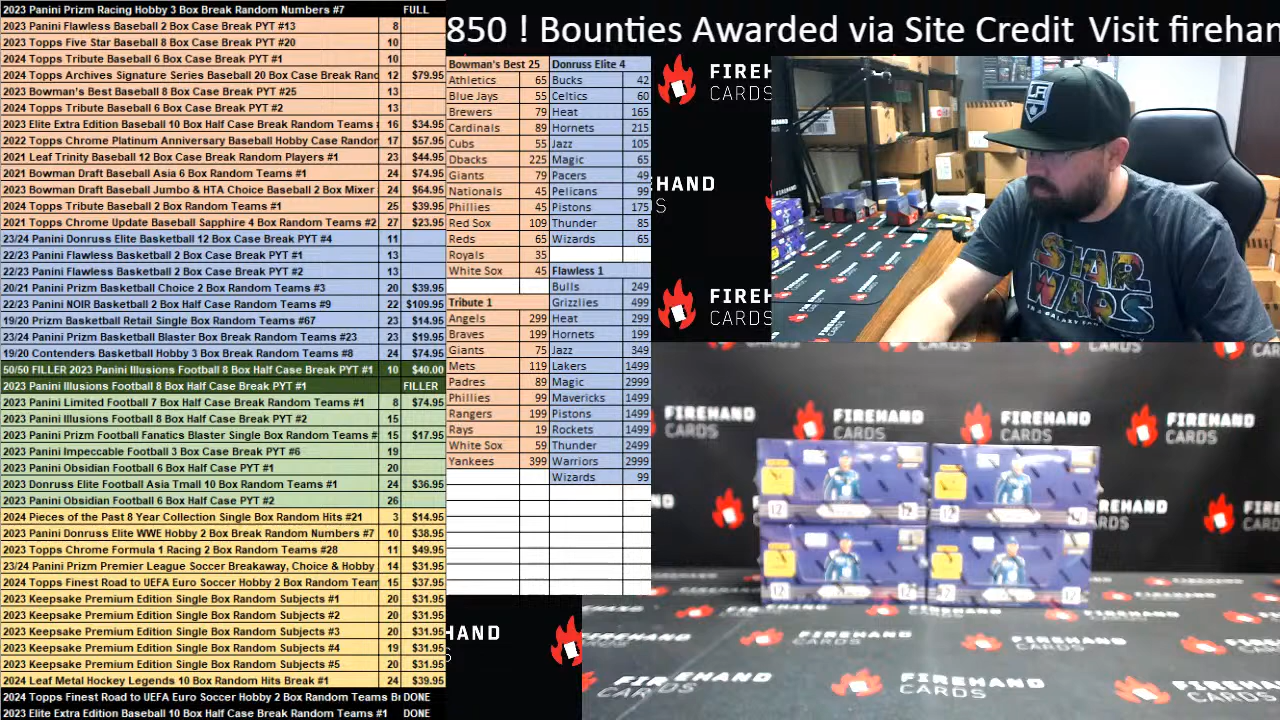 2023 Panini Prizm Racing Hobby 3 Box Break Random Numbers #7 FULL
2023 Panini Flawless Baseball 2 Box Case Break PYT #13 8
2023 Topps Five Star Baseball 8 Box Case Break PYT #20 10
2024 Topps Tribute Baseball 6 Box Case Break PYT #1 10
2024 Topps Archives Signature Series Baseball 20 Box Case Break Ranc 12 $79.95
2023 Bowman's Best Baseball 8 Box Case Break PYT #25 13
2024 Topps Tribute Baseball 6 Box Case Break PYT #2 13
2023 Elite Extra Edition Baseball 10 Box Half Case Break Random Teams 16 $34.95
2022 Topps Chrome Platinum Anniversary Baseball Hobby Case Random 17 $57.95
2021 Leaf Trinity Baseball 12 Box Case Break Random Players #1 23 $44.95
2021 Bowman Draft Baseball Asia 6 Box Random Teams #1 24 $74.95
2023 Bowman Draft Baseball Jumbo & HTA Choice Baseball 2 Box Mixer 24 $64.95
2024 Topps Tribute Baseball 2 Box Random Teams #1 25 $39.95
2021 Topps Chrome Update Baseball Sapphire 4 Box Random Teams #2 27 $23.95
23/24 Panini Donruss Elite Basketball 12 Box Case Break PYT #4 11
22/23 Panini Flawless Basketball 2 Box Case Break PYT #1 13
22/23 Panini Flawless Basketball 2 Box Case Break PYT #2 13
20/21 Panini Prizm Basketball Choice 2 Box Random Teams #3 20 $39.95
22/23 Panini NOIR Basketball 2 Box Half Case Random Teams #9 22 $109.95
19/20 Prizm Basketball Retail Single Box Random Teams #67 23 $14.95
23/24 Panini Prizm Basketball Blaster Box Break Random Teams #23 23 $19.95
19/20 Contenders Basketball Hobby 3 Box Break Random Teams #8 24 $74.95
50/50 FILLER 2023 Panini Illusions Football 8 Box Half Case Break PYT #1 10 $40.00
2023 Panini Illusions Football 8 Box Half Case Break PYT #1 FILLER
2023 Panini Limited Football 7 Box Half Case Break Random Teams #1 8 $74.95
2023 Panini Illusions Football 8 Box Half Case Break PYT #2 15
2023 Panini Prizm Football Fanatics Blaster Single Box Random Teams # 15 $17.95
2023 Panini Impeccable Football 3 Box Case Break PYT #6 19
2023 Panini Obsidian Football 6 Box Half Case PYT #1 20
2023 Donruss Elite Football Asia Tmall 10 Box Random Teams #1 24 $36.95
2023 Panini Obsidian Football 6 Box Half Case PYT #2 26
2024 Pieces of the Past 8 Year Collection Single Box Random Hits #21 3 $14.95
2023 Panini Donruss Elite WWE Hobby 2 Box Break Random Numbers #7 10 $38.95
2023 Topps Chrome Formula 1 Racing 2 Box Random Teams #28 11 $49.95
23/24 Panini Prizm Premier League Soccer Breakaway, Choice & Hobby 14 $31.95
2024 Topps Finest Road to UEFA Euro Soccer Hobby 2 Box Random Team 15 $37.95
2023 Keepsake Premium Edition Single Box Random Subjects #1 20 $31.95
2023 Keepsake Premium Edition Single Box Random Subjects #2 20 $31.95
2023 Keepsake Premium Edition Single Box Random Subjects #3 20 $31.95
2023 Keepsake Premium Edition Single Box Random Subjects #4 19 $31.95
2023 Keepsake Premium Edition Single Box Random Subjects #5 20 $31.95
2024 Leaf Metal Hockey Legends 10 Box Random Hits Break #1 24 $39.95
2024 Topps Finest Road to UEFA Euro Soccer Hobby 2 Box Random Teams Br DONE
2023 Elite Extra Edition Baseball 10 Box Half Case Break Random Teams #1 DONE
850 ! Bounties Awarded via Site Credit Visit firehan
Bowman's Best 25
Athletics 65
Blue Jays 55
Brewers 79
Cardinals 89
Cubs 55
Dbacks 225
Giants 79
Nationals 45
Phillies 45
Red Sox 109
Reds 65
Royals 35
White Sox 45
Tribute 1
Angels 299
Braves 199
Giants 75
Mets 119
Padres 89
Phillies 99
Rangers 199
Rays 19
White Sox 59
Yankees 399
Donruss Elite 4
Bucks 42
Celtics 60
Heat 165
Hornets 215
Jazz 105
Magic 65
Pacers 49
Pelicans 99
Pistons 175
Thunder 85
Wizards 65
Flawless 1
Bulls 249
Grizzlies 499
Heat 299
Hornets 199
Jazz 349
Lakers 1499
Magic 2999
Mavericks 1499
Pistons 1499
Rockets 1499
Thunder 2499
Warriors 2999
Wizards 99
FIREH
CARDS
HAND
S
FIREH
CARDS
HAND
LA
STAR
WARS
FIREHAND
CARDS
FIREHAND
CARDS
FIREHAND
CARDS
12
12
12
12
FIREHAND
CARDS
FIREHAND
CARDS
FIREHAND
CARDS
FIREHAND
CARDS